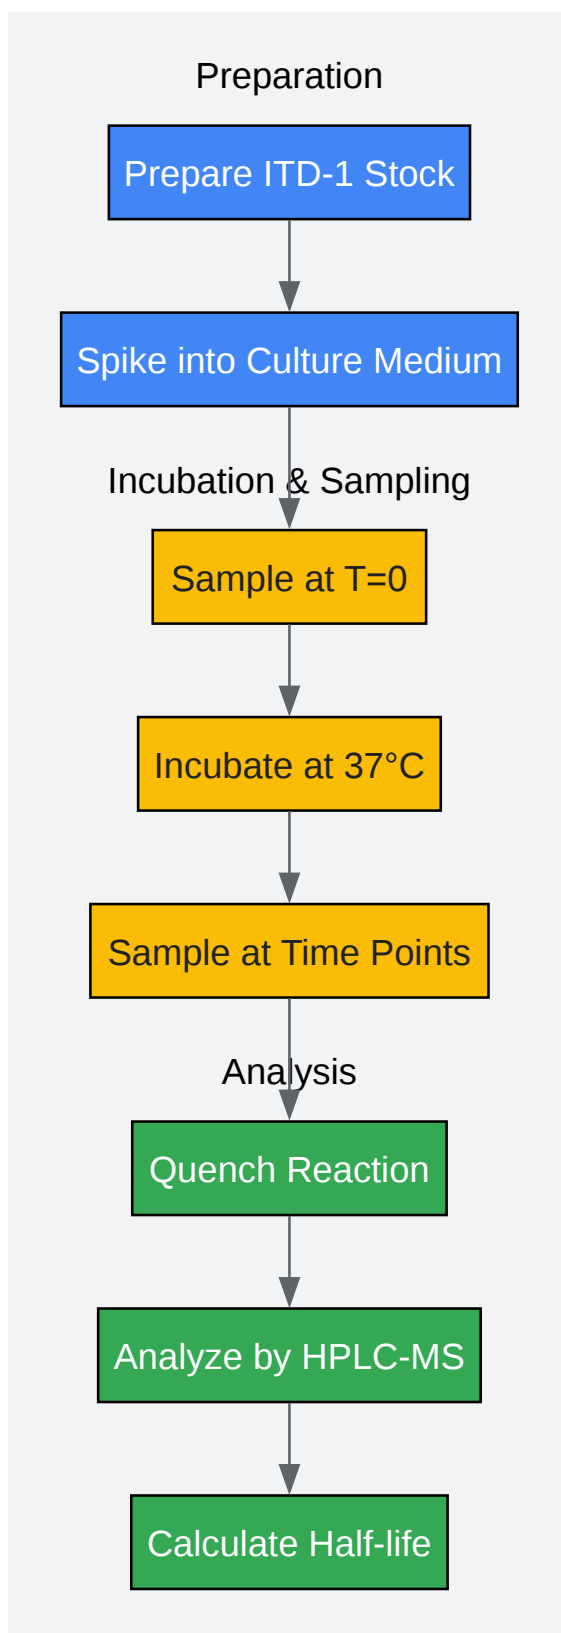 Preparation
Prepare ITD-1 Stock
Spike into Culture Medium
Incubation & Sampling
Sample at T=0
Incubate at 37°C
Sample at Time Points
Analysis
Quench Reaction
Analyze by HPLC-MS
Calculate Half-life